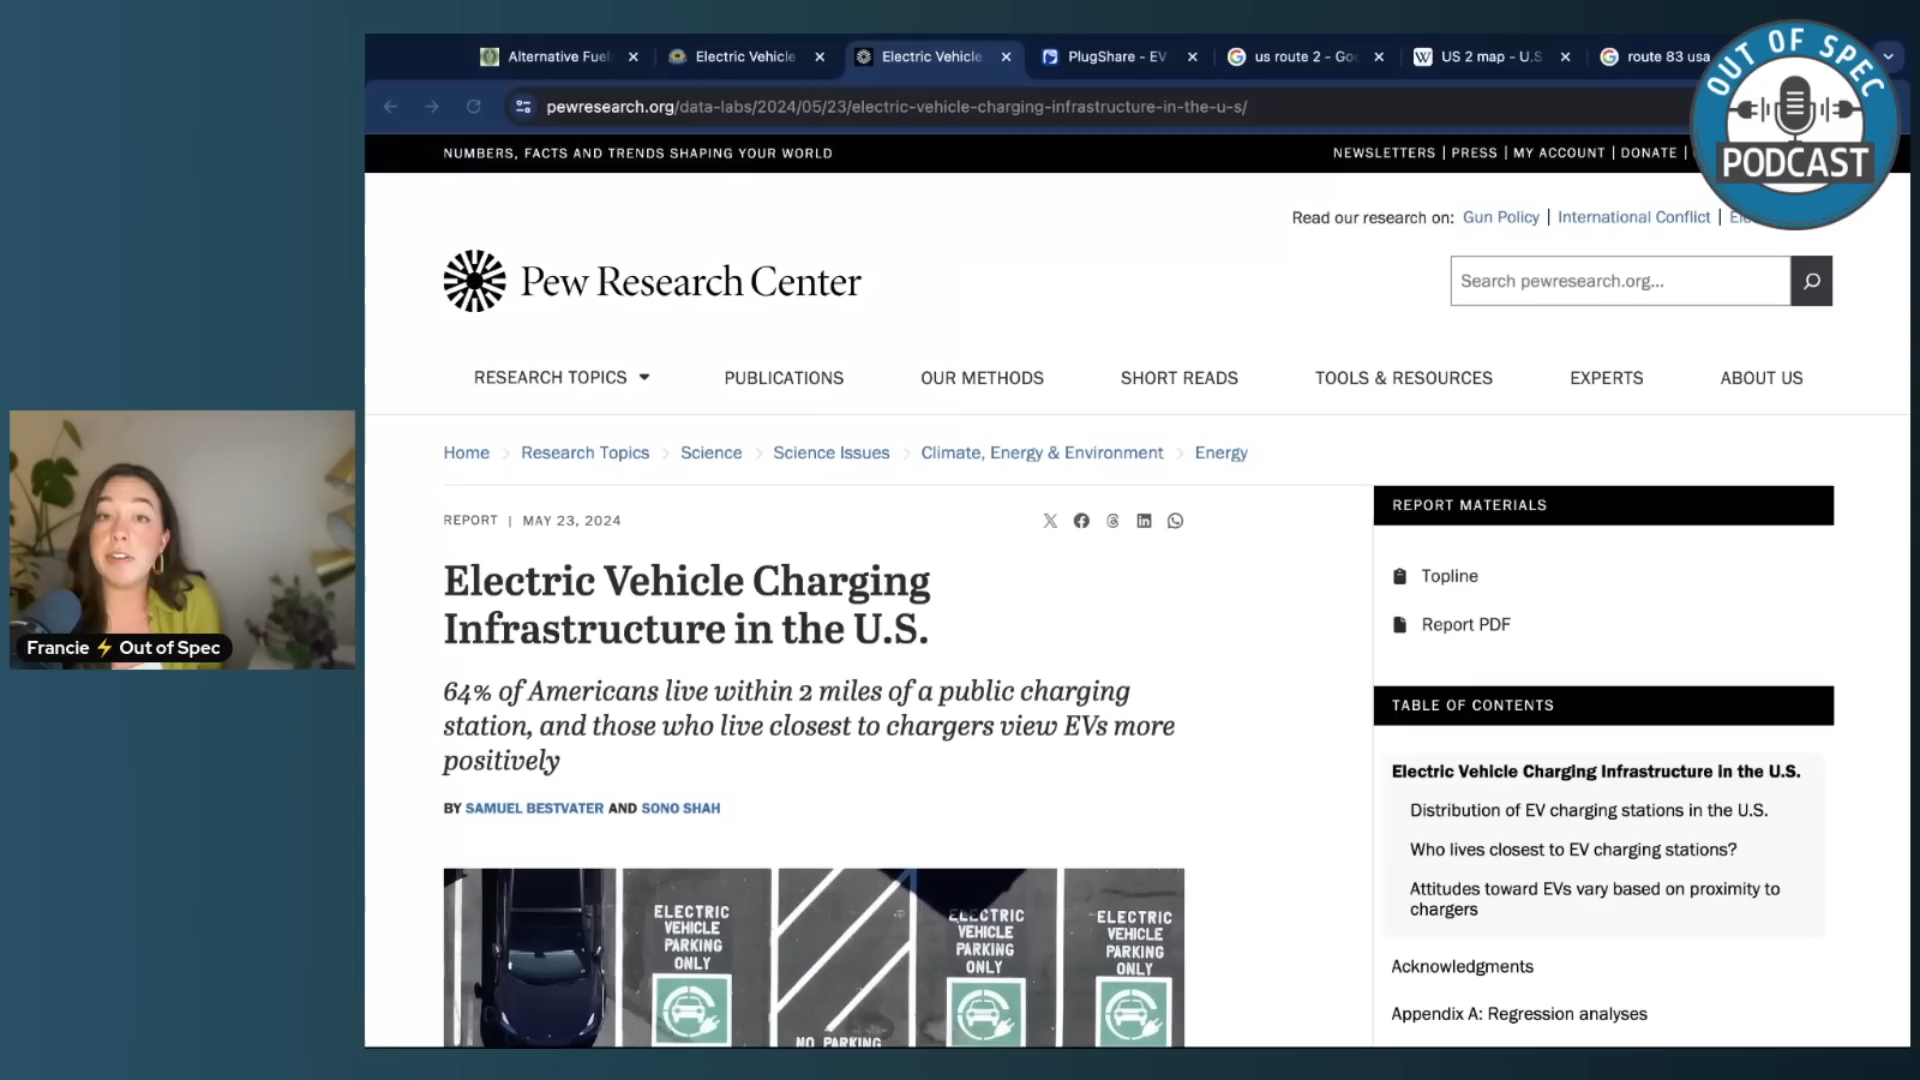 Alternative Fuel
Electric Vehicle
Electric Vehicle
PlugShare - EV
us route 2 - Go
US 2 map - U.S
route 83 usa
OUT OF SPEC
PODCAST
pewresearch.org/data-labs/2024/05/23/electric-vehicle-charging-infrastructure-in-the-u-s/
NUMBERS, FACTS AND TRENDS SHAPING YOUR WORLD
NEWSLETTERS | PRESS | MY ACCOUNT | DONATE |
Read our research on: Gun Policy | International Conflict |
Pew Research Center
Search pewresearch.org...
RESEARCH TOPICS
PUBLICATIONS
OUR METHODS
SHORT READS
TOOLS & RESOURCES
EXPERTS
ABOUT US
Home > Research Topics > Science > Science Issues > Climate, Energy & Environment > Energy
REPORT | MAY 23, 2024
Electric Vehicle Charging
Infrastructure in the U.S.
64% of Americans live within 2 miles of a public charging
station, and those who live closest to chargers view EVs more
positively
BY SAMUEL BESTVATER AND SONO SHAH
ELECTRIC
VEHICLE
PARKING
ONLY
NO PARKING
ELECTRIC
VEHICLE
PARKING
ONLY
ELECTRIC
VEHICLE
PARKING
ONLY
REPORT MATERIALS
Topline
Report PDF
TABLE OF CONTENTS
Electric Vehicle Charging Infrastructure in the U.S.
Distribution of EV charging stations in the U.S.
Who lives closest to EV charging stations?
Attitudes toward EVs vary based on proximity to
chargers
Acknowledgments
Appendix A: Regression analyses
Francie ⚡ Out of Spec